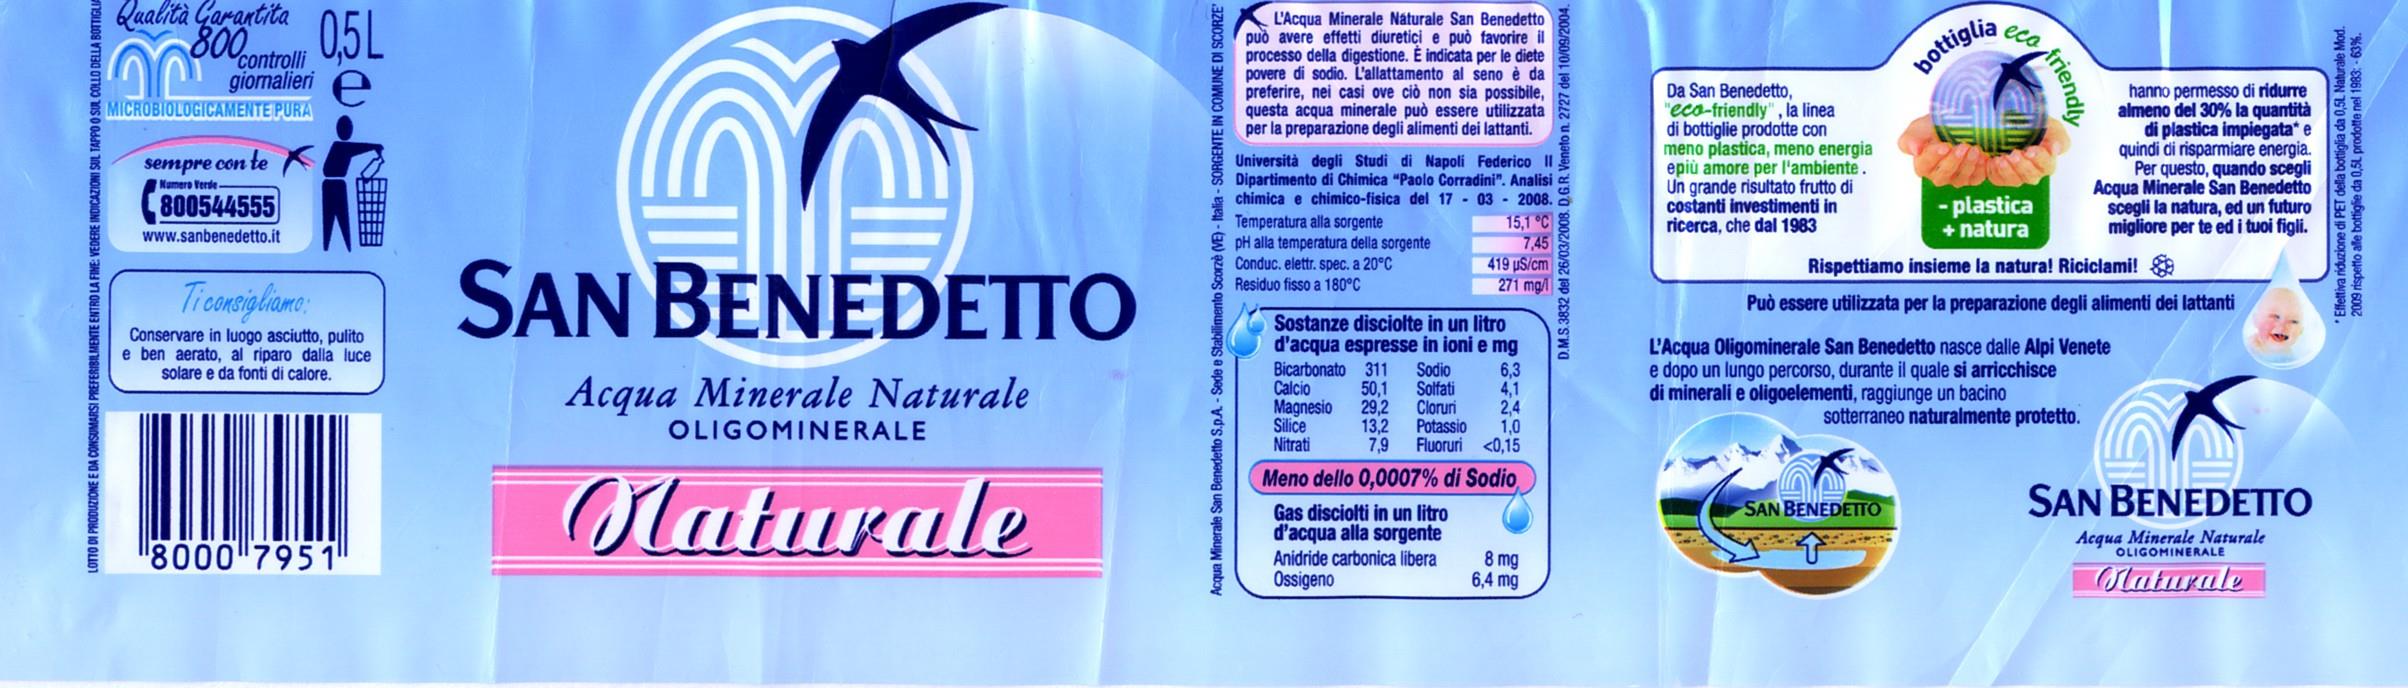 LOTTO DI PRODUZIONE E DA CONSUMARSI PREFERIBILMENTE ENTRO LA FINE: VEDERE INDICAZIONI SUL TAPPO O SUL COLLO DELLA BOTTIGLIA
Qualità Garantita
800 controlli
giornalieri
MICROBIOLOGICAMENTE PURA
0,5 L
e
sempre con te
Numero Verde
800544555
www.sanbenedetto.it
Ti consigliamo:
Conservare in luogo asciutto, pulito
e ben aerato, al riparo dalla luce
solare e da fonti di calore.
8000 7951
SAN BENEDETTO
Acqua Minerale Naturale
OLIGOMINERALE
Naturale
Acqua Minerale San Benedetto S.p.A. - Sede e Stabilimento Scorzè (VE) - Italia - SORGENTE IN COMUNE DI SCORZE'
L'Acqua Minerale Naturale San Benedetto
può avere effetti diuretici e può favorire il
processo della digestione. È indicata per le diete
povere di sodio. L'allattamento al seno è da
preferire, nei casi ove ciò non sia possibile,
questa acqua minerale può essere utilizzata
per la preparazione degli alimenti dei lattanti.
Università degli Studi di Napoli Federico II
Dipartimento di Chimica "Paolo Corradini". Analisi
chimica e chimico-fisica del 17 - 03 - 2008.
Temperatura alla sorgente 15,1 °C
pH alla temperatura della sorgente 7,45
Conduc. elettr. spec. a 20°C 419 µS/cm
Residuo fisso a 180°C 271 mg/l
Sostanze disciolte in un litro
d'acqua espresse in ioni e mg
Bicarbonato 311 Sodio 6,3
Calcio 50,1 Solfati 4,1
Magnesio 29,2 Cloruri 2,4
Silice 13,2 Potassio 1,0
Nitrati 7,9 Fluoruri <0,15
Meno dello 0,0007% di Sodio
Gas disciolti in un litro
d'acqua alla sorgente
Anidride carbonica libera 8 mg
Ossigeno 6,4 mg
D.M.S. 3832 del 26/03/2008. D.G.R. Veneto n. 2727 del 10/09/2004.
bottiglia eco friendly
Da San Benedetto,
"eco-friendly", la linea
di bottiglie prodotte con
meno plastica, meno energia
epiù amore per l'ambiente.
Un grande risultato frutto di
costanti investimenti in
ricerca, che dal 1983
- plastica
+ natura
hanno permesso di ridurre
almeno del 30% la quantità
di plastica impiegata* e
quindi di risparmiare energia.
Per questo, quando scegli
Acqua Minerale San Benedetto
scegli la natura, ed un futuro
migliore per te ed i tuoi figli.
Rispettiamo insieme la natura! Riciclami!
Può essere utilizzata per la preparazione degli alimenti dei lattanti
L'Acqua Oligominerale San Benedetto nasce dalle Alpi Venete
e dopo un lungo percorso, durante il quale si arricchisce
di minerali e oligoelementi, raggiunge un bacino
sotterraneo naturalmente protetto.
SAN BENEDETTO
SAN BENEDETTO
Acqua Minerale Naturale
OLIGOMINERALE
Naturale
* Effettiva riduzione di PET della bottiglia da 0,5L Naturale Mod.
2009 rispetto alle bottiglie da 0,5L prodotte nel 1983: - 63%.